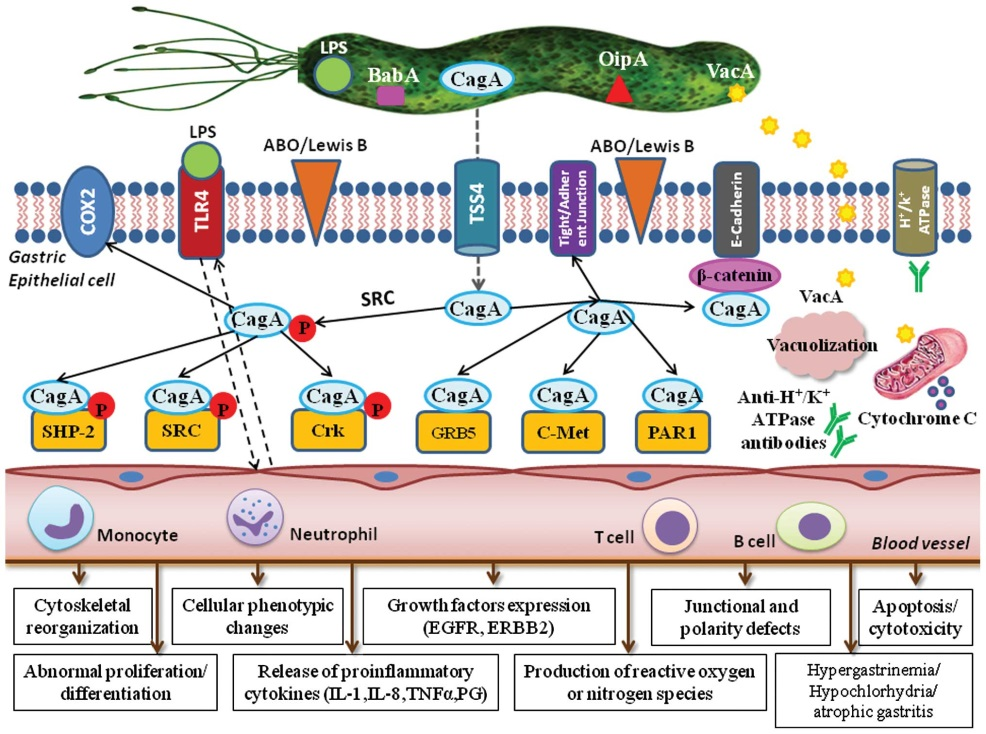 LPS
BabA
CagA
OipA
VacA
LPS
ABO/Lewis B
ABO/Lewis B
COX2
TLR4
TSS4
Tight/Adher
ent Junction
E-Cadherin
H⁺/k⁺
ATPase
Gastric
Epithelial cell
β-catenin
SRC
CagA
P
CagA
CagA
CagA
VacA
Vacuolization
CagA
P
SHP-2
CagA
P
SRC
CagA
P
Crk
CagA
GRB5
CagA
C-Met
CagA
PAR1
Anti-H⁺/K⁺
ATPase
antibodies
Cytochrome C
Monocyte
Neutrophil
T cell
B cell
Blood vessel
Cytoskeletal
reorganization
Cellular phenotypic
changes
Growth factors expression
(EGFR, ERBB2)
Junctional and
polarity defects
Apoptosis/
cytotoxicity
Abnormal proliferation/
differentiation
Release of proinflammatory
cytokines (IL-1,IL-8,TNFα,PG)
Production of reactive oxygen
or nitrogen species
Hypergastrinemia/
Hypochlorhydria/
atrophic gastritis